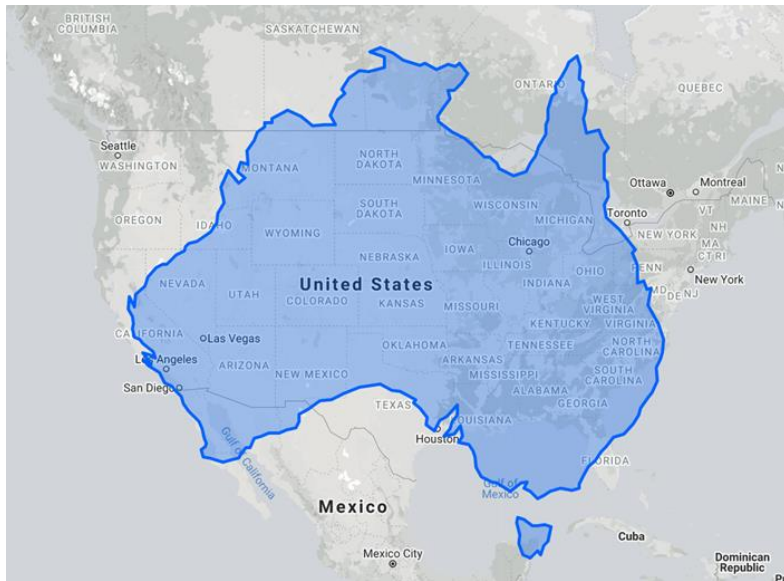 BRITISH
COLUMBIA
SASKATCHEWAN
ONTARIO
QUEBEC
Seattle
WASHINGTON
MONTANA
NORTH
DAKOTA
MINNESOTA
Ottawa
Montreal
MAINE
OREGON
IDAHO
SOUTH
DAKOTA
WISCONSIN
MICHIGAN
Toronto
VT
NH
NEW YORK
MA
CT RI
WYOMING
IOWA
Chicago
NEBRASKA
ILLINOIS
OHIO
PENN
New York
NEVADA
UTAH
United States
COLORADO
KANSAS
MISSOURI
INDIANA
WEST
VIRGINIA
MD
DE
NJ
CALIFORNIA
Las Vegas
KENTUCKY
VIRGINIA
OKLAHOMA
TENNESSEE
NORTH
CAROLINA
Los Angeles
ARIZONA
NEW MEXICO
ARKANSAS
MISSISSIPPI
SOUTH
CAROLINA
San Diego
TEXAS
ALABAMA
GEORGIA
LOUISIANA
Houston
Gulf of California
FLORIDA
Gulf of
Mexico
Mexico
Cuba
Mexico City
Dominican
Republic